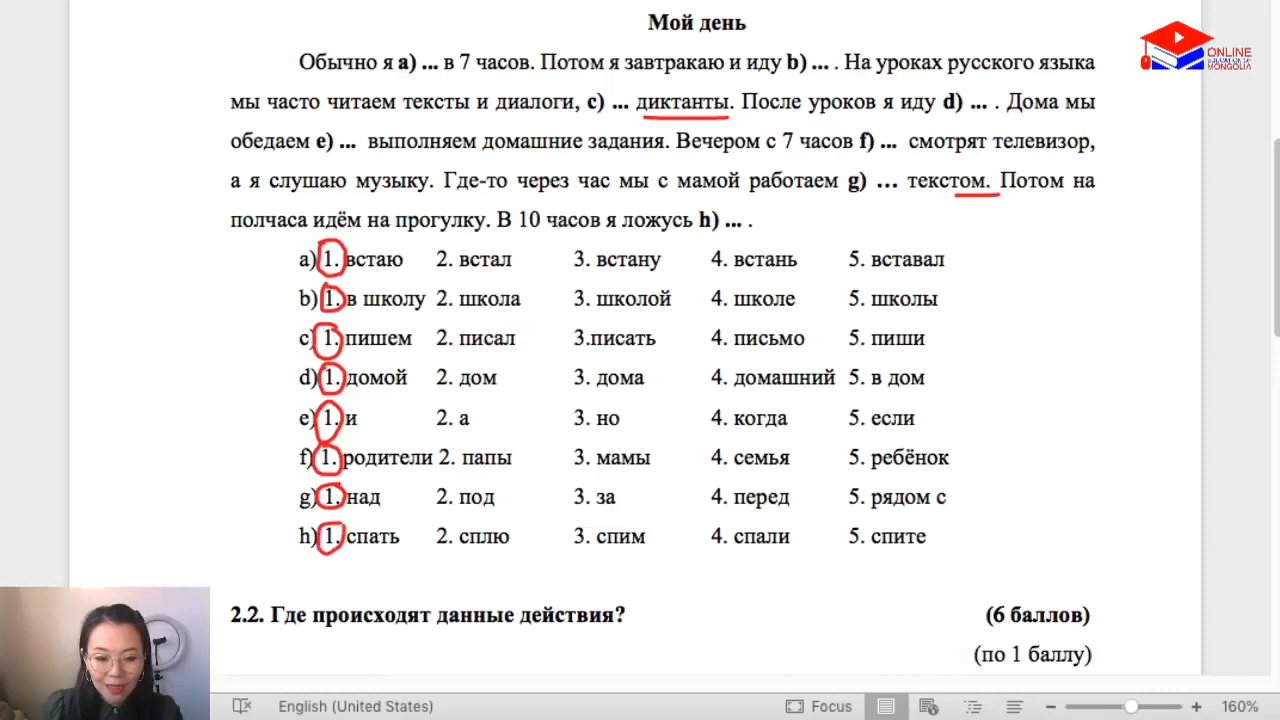 Мой день
Обычно я a) ... в 7 часов. Потом я завтракаю и иду b) ... . На уроках русского языка
мы часто читаем тексты и диалоги, c) ... диктанты. После уроков я иду d) ... . Дома мы
обедаем e) ... выполняем домашние задания. Вечером с 7 часов f) ... смотрят телевизор,
а я слушаю музыку. Где-то через час мы с мамой работаем g) ... текстом. Потом на
полчаса идём на прогулку. В 10 часов я ложусь h) ... .
a) 1. встаю 2. встал 3. встану 4. встань 5. вставал
b) 1. в школу 2. школа 3. школой 4. школе 5. школы
c) 1. пишем 2. писал 3.писать 4. письмо 5. пиши
d) 1. домой 2. дом 3. дома 4. домашний 5. в дом
e) 1. и 2. а 3. но 4. когда 5. если
f) 1. родители 2. папы 3. мамы 4. семья 5. ребёнок
g) 1. над 2. под 3. за 4. перед 5. рядом с
h) 1. спать 2. сплю 3. спим 4. спали 5. спите
2.2. Где происходят данные действия? (6 баллов)
(по 1 баллу)
ONLINE
EDUCATION OF
MONGOLIA
English (United States) Focus 160%